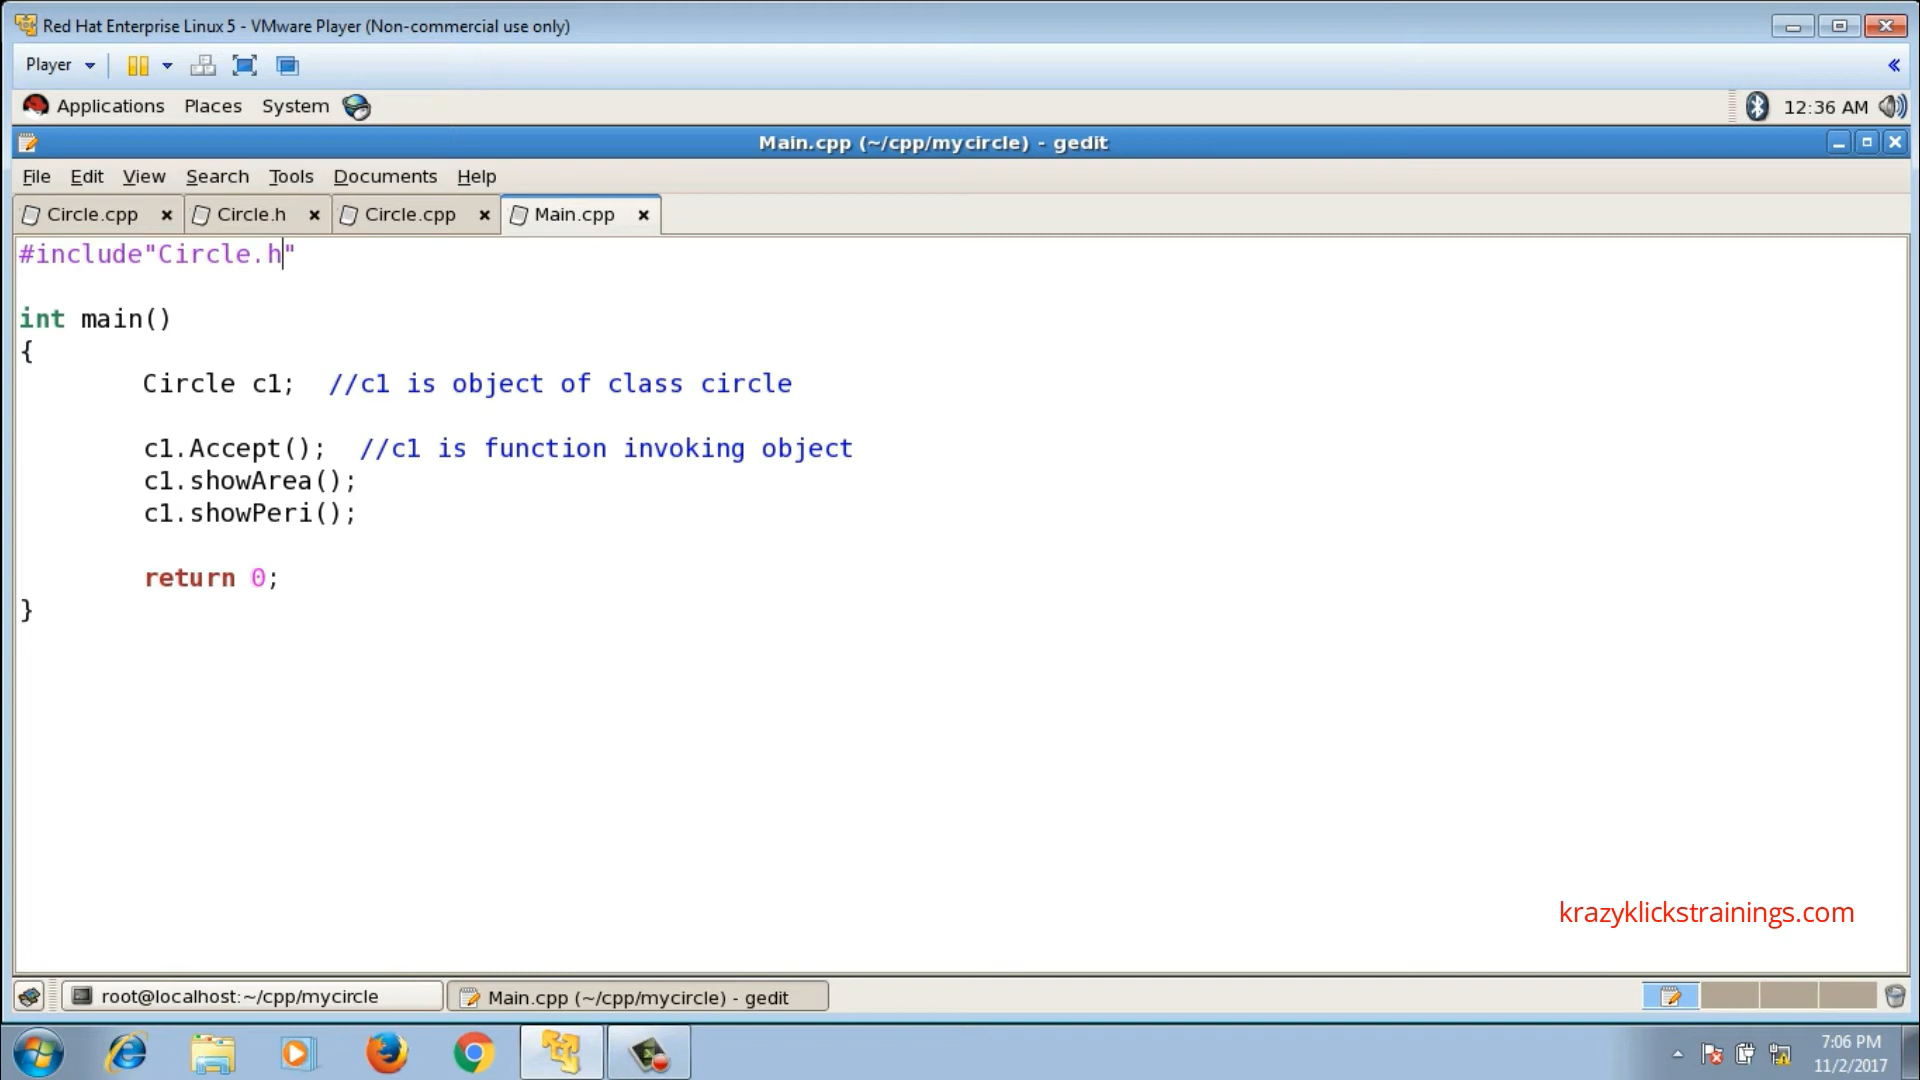 Red Hat Enterprise Linux 5 - VMware Player (Non-commercial use only)
Player
Applications Places System 12:36 AM
Main.cpp (~/cpp/mycircle) - gedit
File Edit View Search Tools Documents Help
Circle.cpp Circle.h Circle.cpp Main.cpp
#include"Circle.h"
int main()
{
Circle c1; //c1 is object of class circle
c1.Accept(); //c1 is function invoking object
c1.showArea();
c1.showPeri();
return 0;
}
krazyklickstrainings.com
root@localhost:~/cpp/mycircle Main.cpp (~/cpp/mycircle) - gedit
7:06 PM
11/2/2017